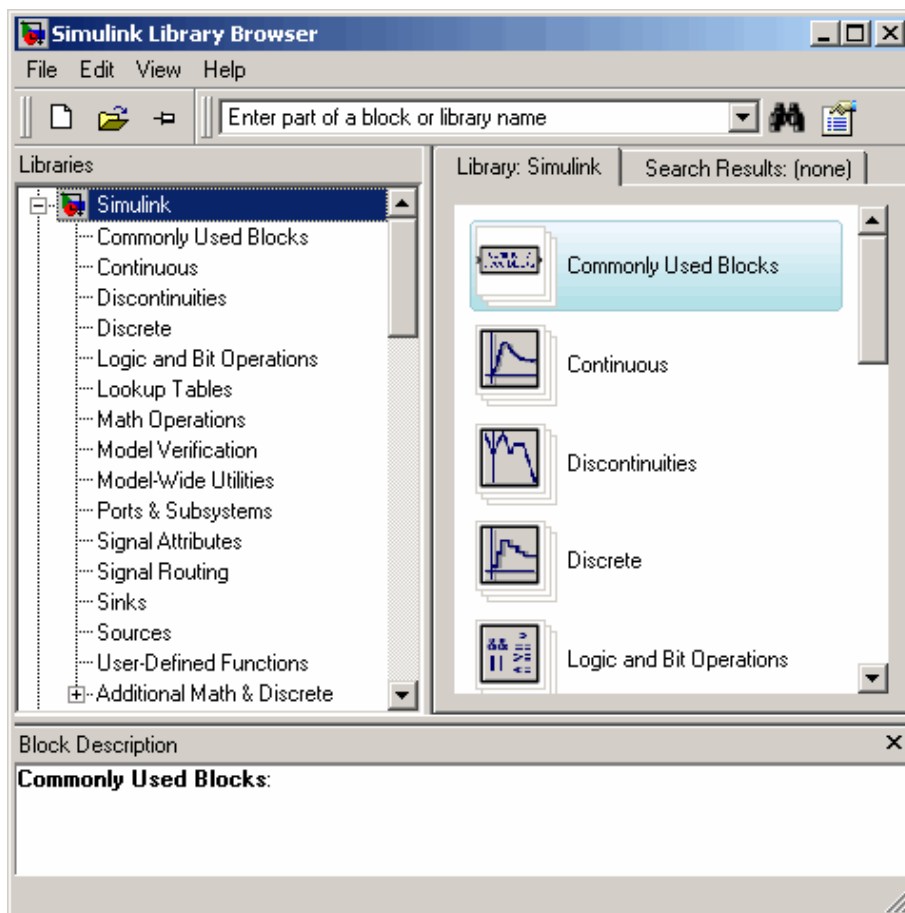 Simulink Library Browser
File Edit View Help
Enter part of a block or library name
Libraries
Simulink
Commonly Used Blocks
Continuous
Discontinuities
Discrete
Logic and Bit Operations
Lookup Tables
Math Operations
Model Verification
Model-Wide Utilities
Ports & Subsystems
Signal Attributes
Signal Routing
Sinks
Sources
User-Defined Functions
Additional Math & Discrete
Library: Simulink Search Results: (none)
Commonly Used Blocks
Continuous
Discontinuities
Discrete
Logic and Bit Operations
Block Description
Commonly Used Blocks: